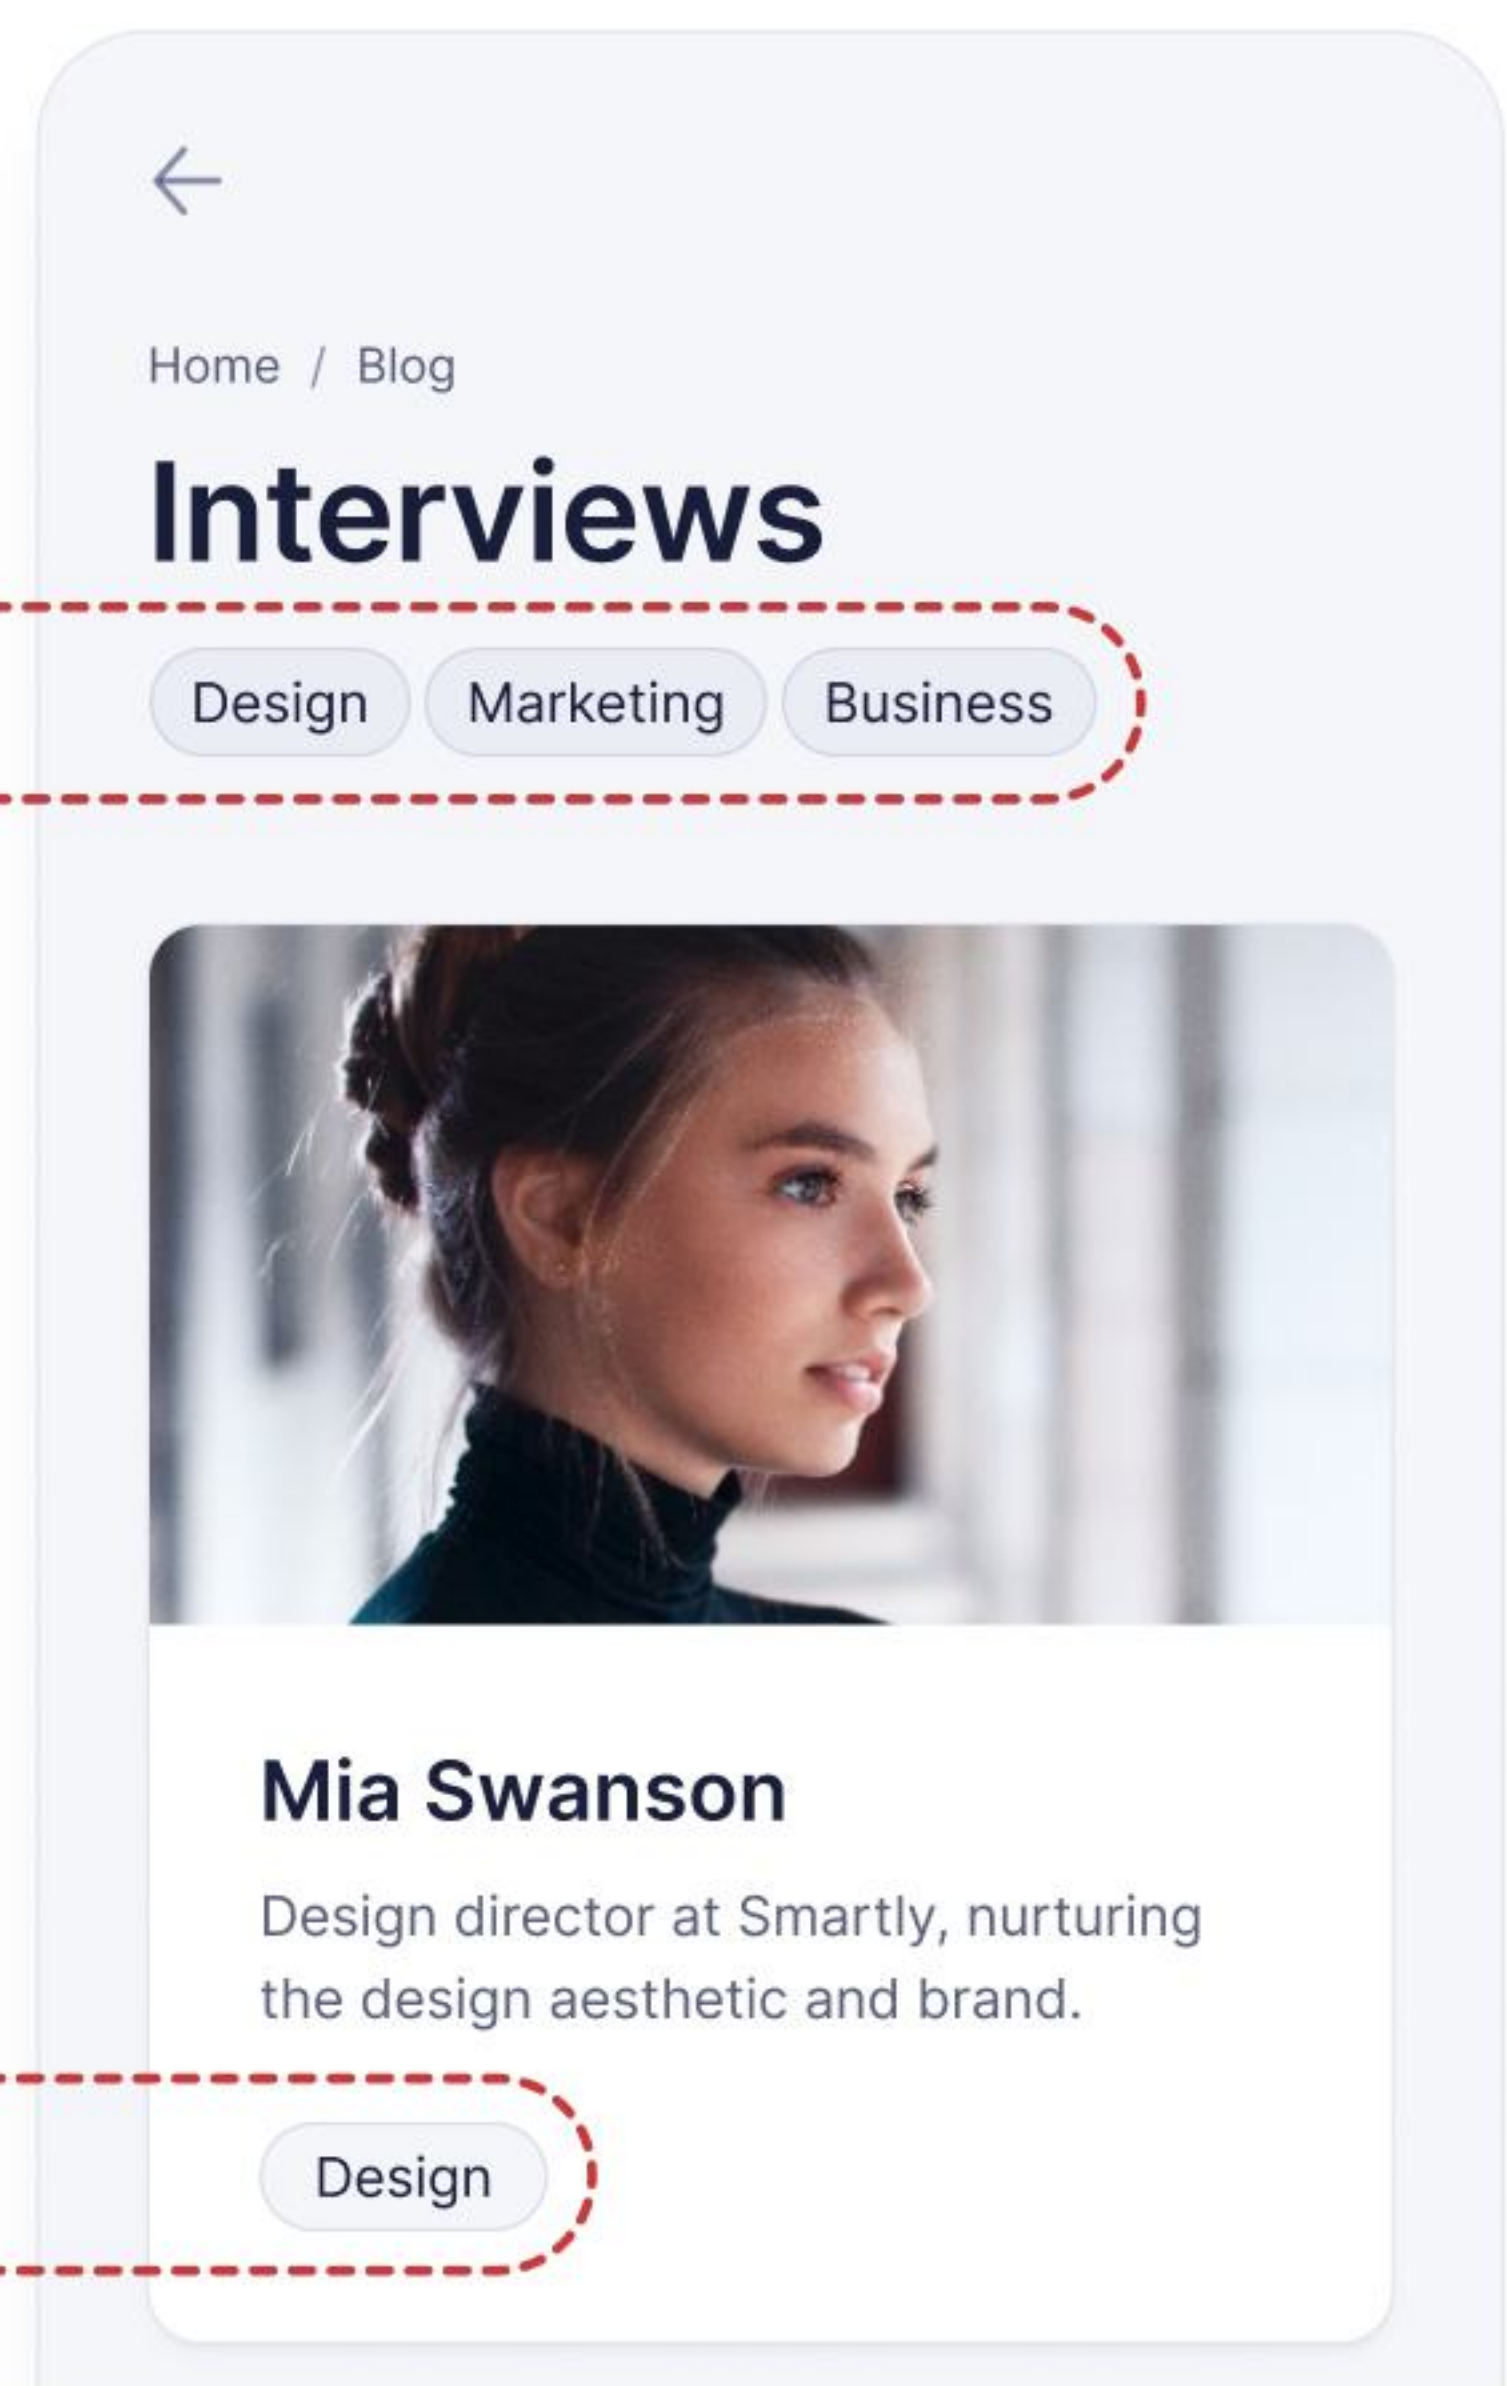 Home / Blog
Interviews
Design Marketing Business
Mia Swanson
Design director at Smartly, nurturing
the design aesthetic and brand.
Design